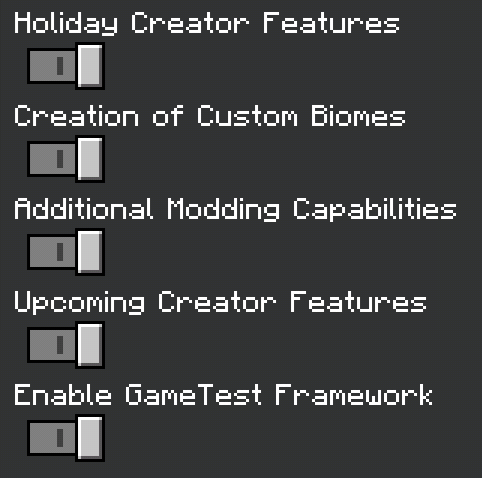 Holiday Creator Features
Creation of Custom Biomes
Additional Modding Capabilities
Upcoming Creator Features
Enable GameTest Framework